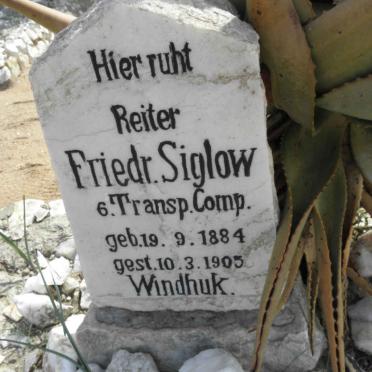 Hier ruht
Reiter
Friedr. Siglow
6. Transp. Comp.
geb. 19. 9. 1884
gest. 10. 3. 1905
Windhuk.